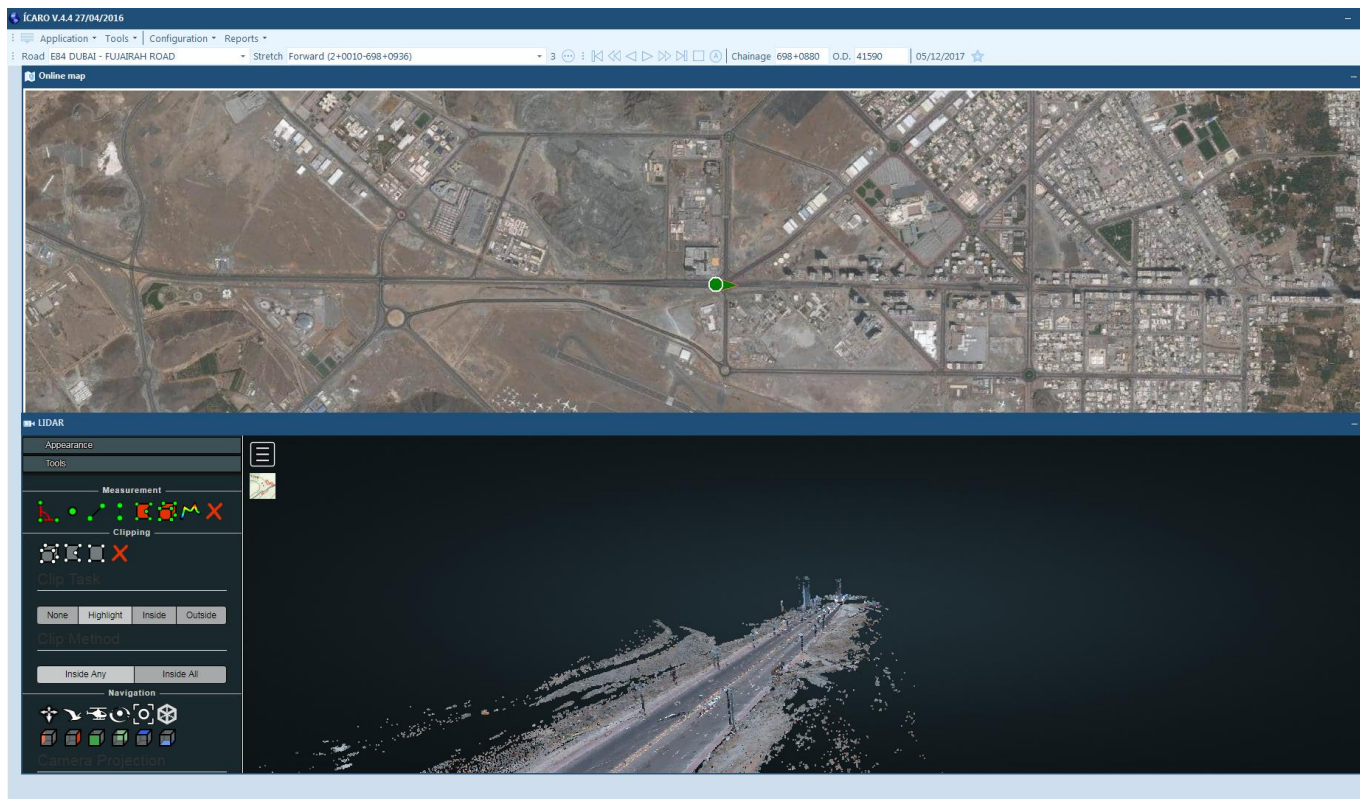 ÍCARO V.4.4 27/04/2016
Application Tools Configuration Reports
Road E84 DUBAI - FUJAIRAH ROAD Stretch Forward (2+0010-698+0936) 3 Chainage 698+0880 O.D. 41590 05/12/2017
Online map
LIDAR
Appearance
Tools
Measurement
Clipping
Clip Task
None Highlight Inside Outside
Clip Method
Inside Any Inside All
Navigation
Camera Projection